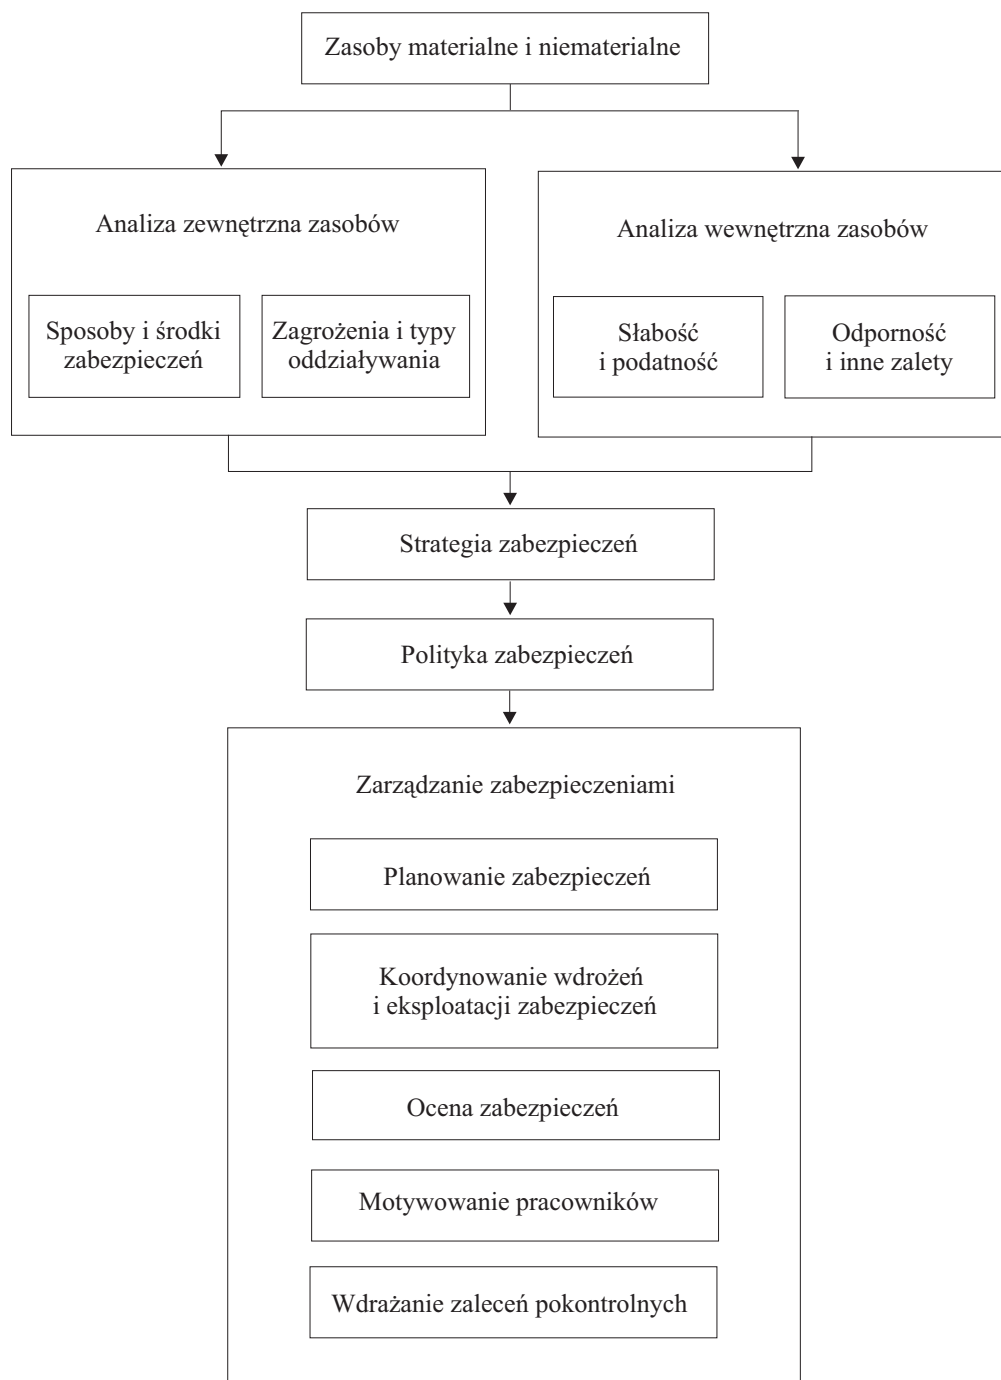 Zasoby materialne i niematerialne
Analiza zewnętrzna zasobów
Sposoby i środki
zabezpieczeń
Zagrożenia i typy
oddziaływania
Analiza wewnętrzna zasobów
Słabość
i podatność
Odporność
i inne zalety
Strategia zabezpieczeń
Polityka zabezpieczeń
Zarządzanie zabezpieczeniami
Planowanie zabezpieczeń
Koordynowanie wdrożeń
i eksploatacji zabezpieczeń
Ocena zabezpieczeń
Motywowanie pracowników
Wdrażanie zaleceń pokontrolnych